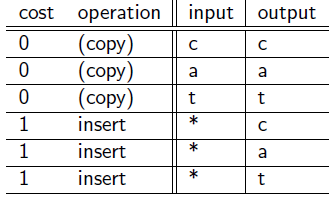 cost operation input output
0 (copy) c c
0 (copy) a a
0 (copy) t t
1 insert * c
1 insert * a
1 insert * t